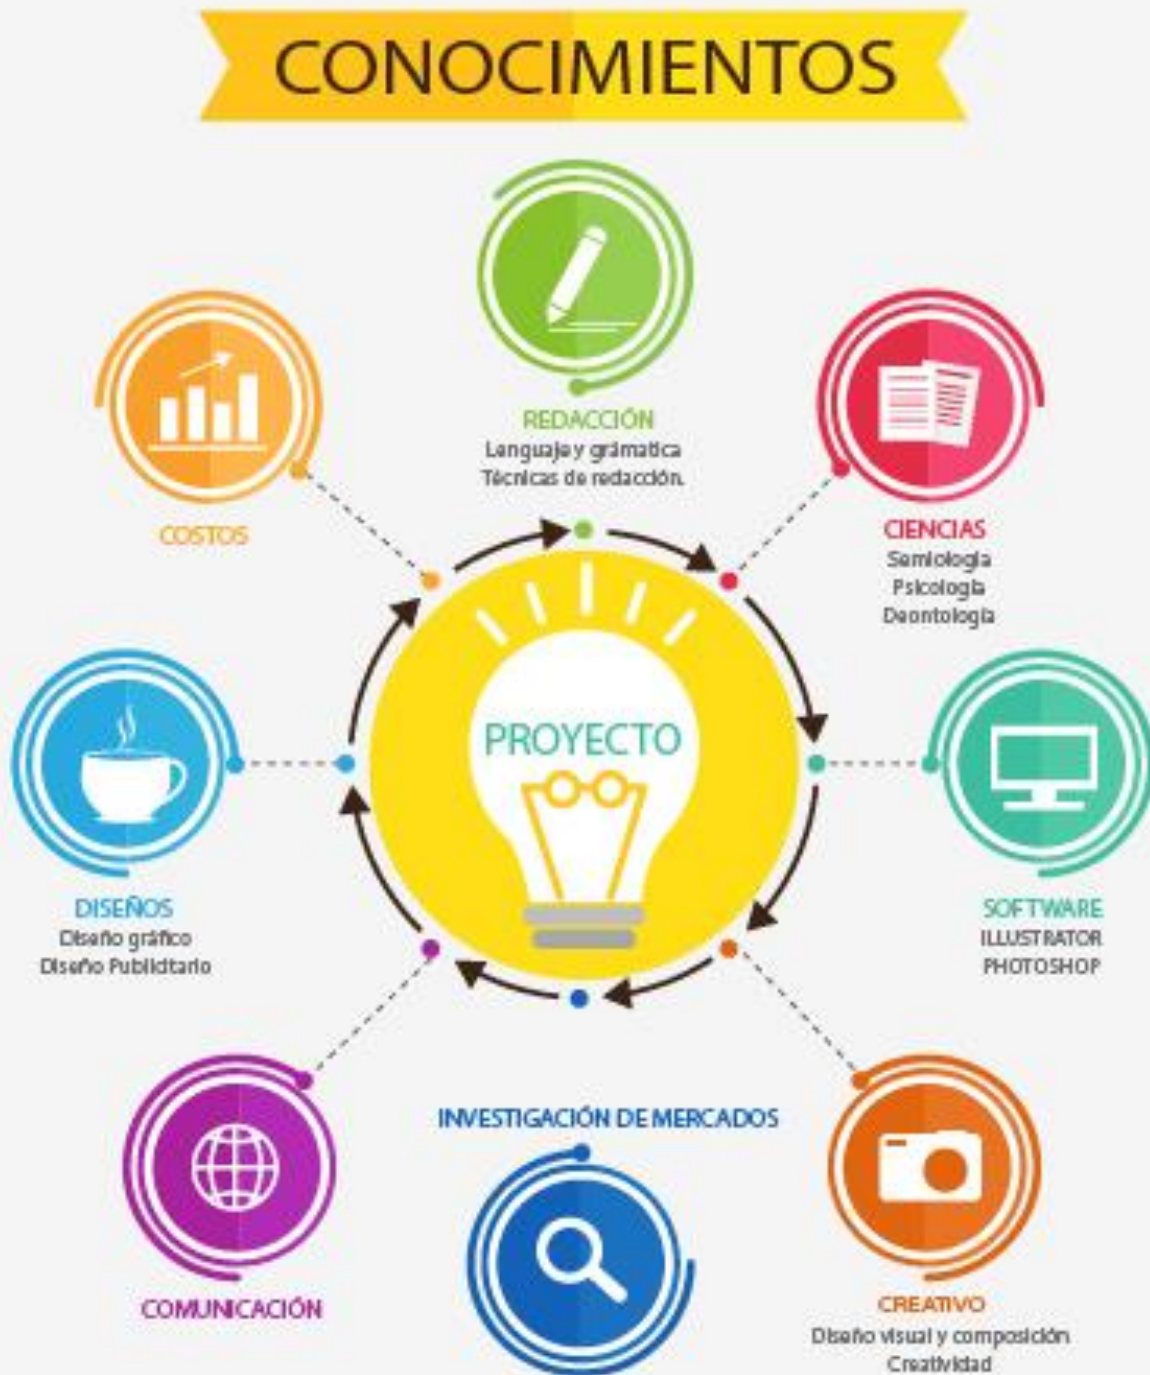 CONOCIMIENTOS
REDACCIÓN
Lenguaje y grámatica
Técnicas de redacción.
COSTOS
CIENCIAS
Semiología
Psicología
Deontología
PROYECTO
DISEÑOS
Diseño gráfico
Diseño Publicitario
SOFTWARE
ILLUSTRATOR
PHOTOSHOP
INVESTIGACIÓN DE MERCADOS
COMUNICACIÓN
CREATIVO
Diseño visual y composición
Creatividad